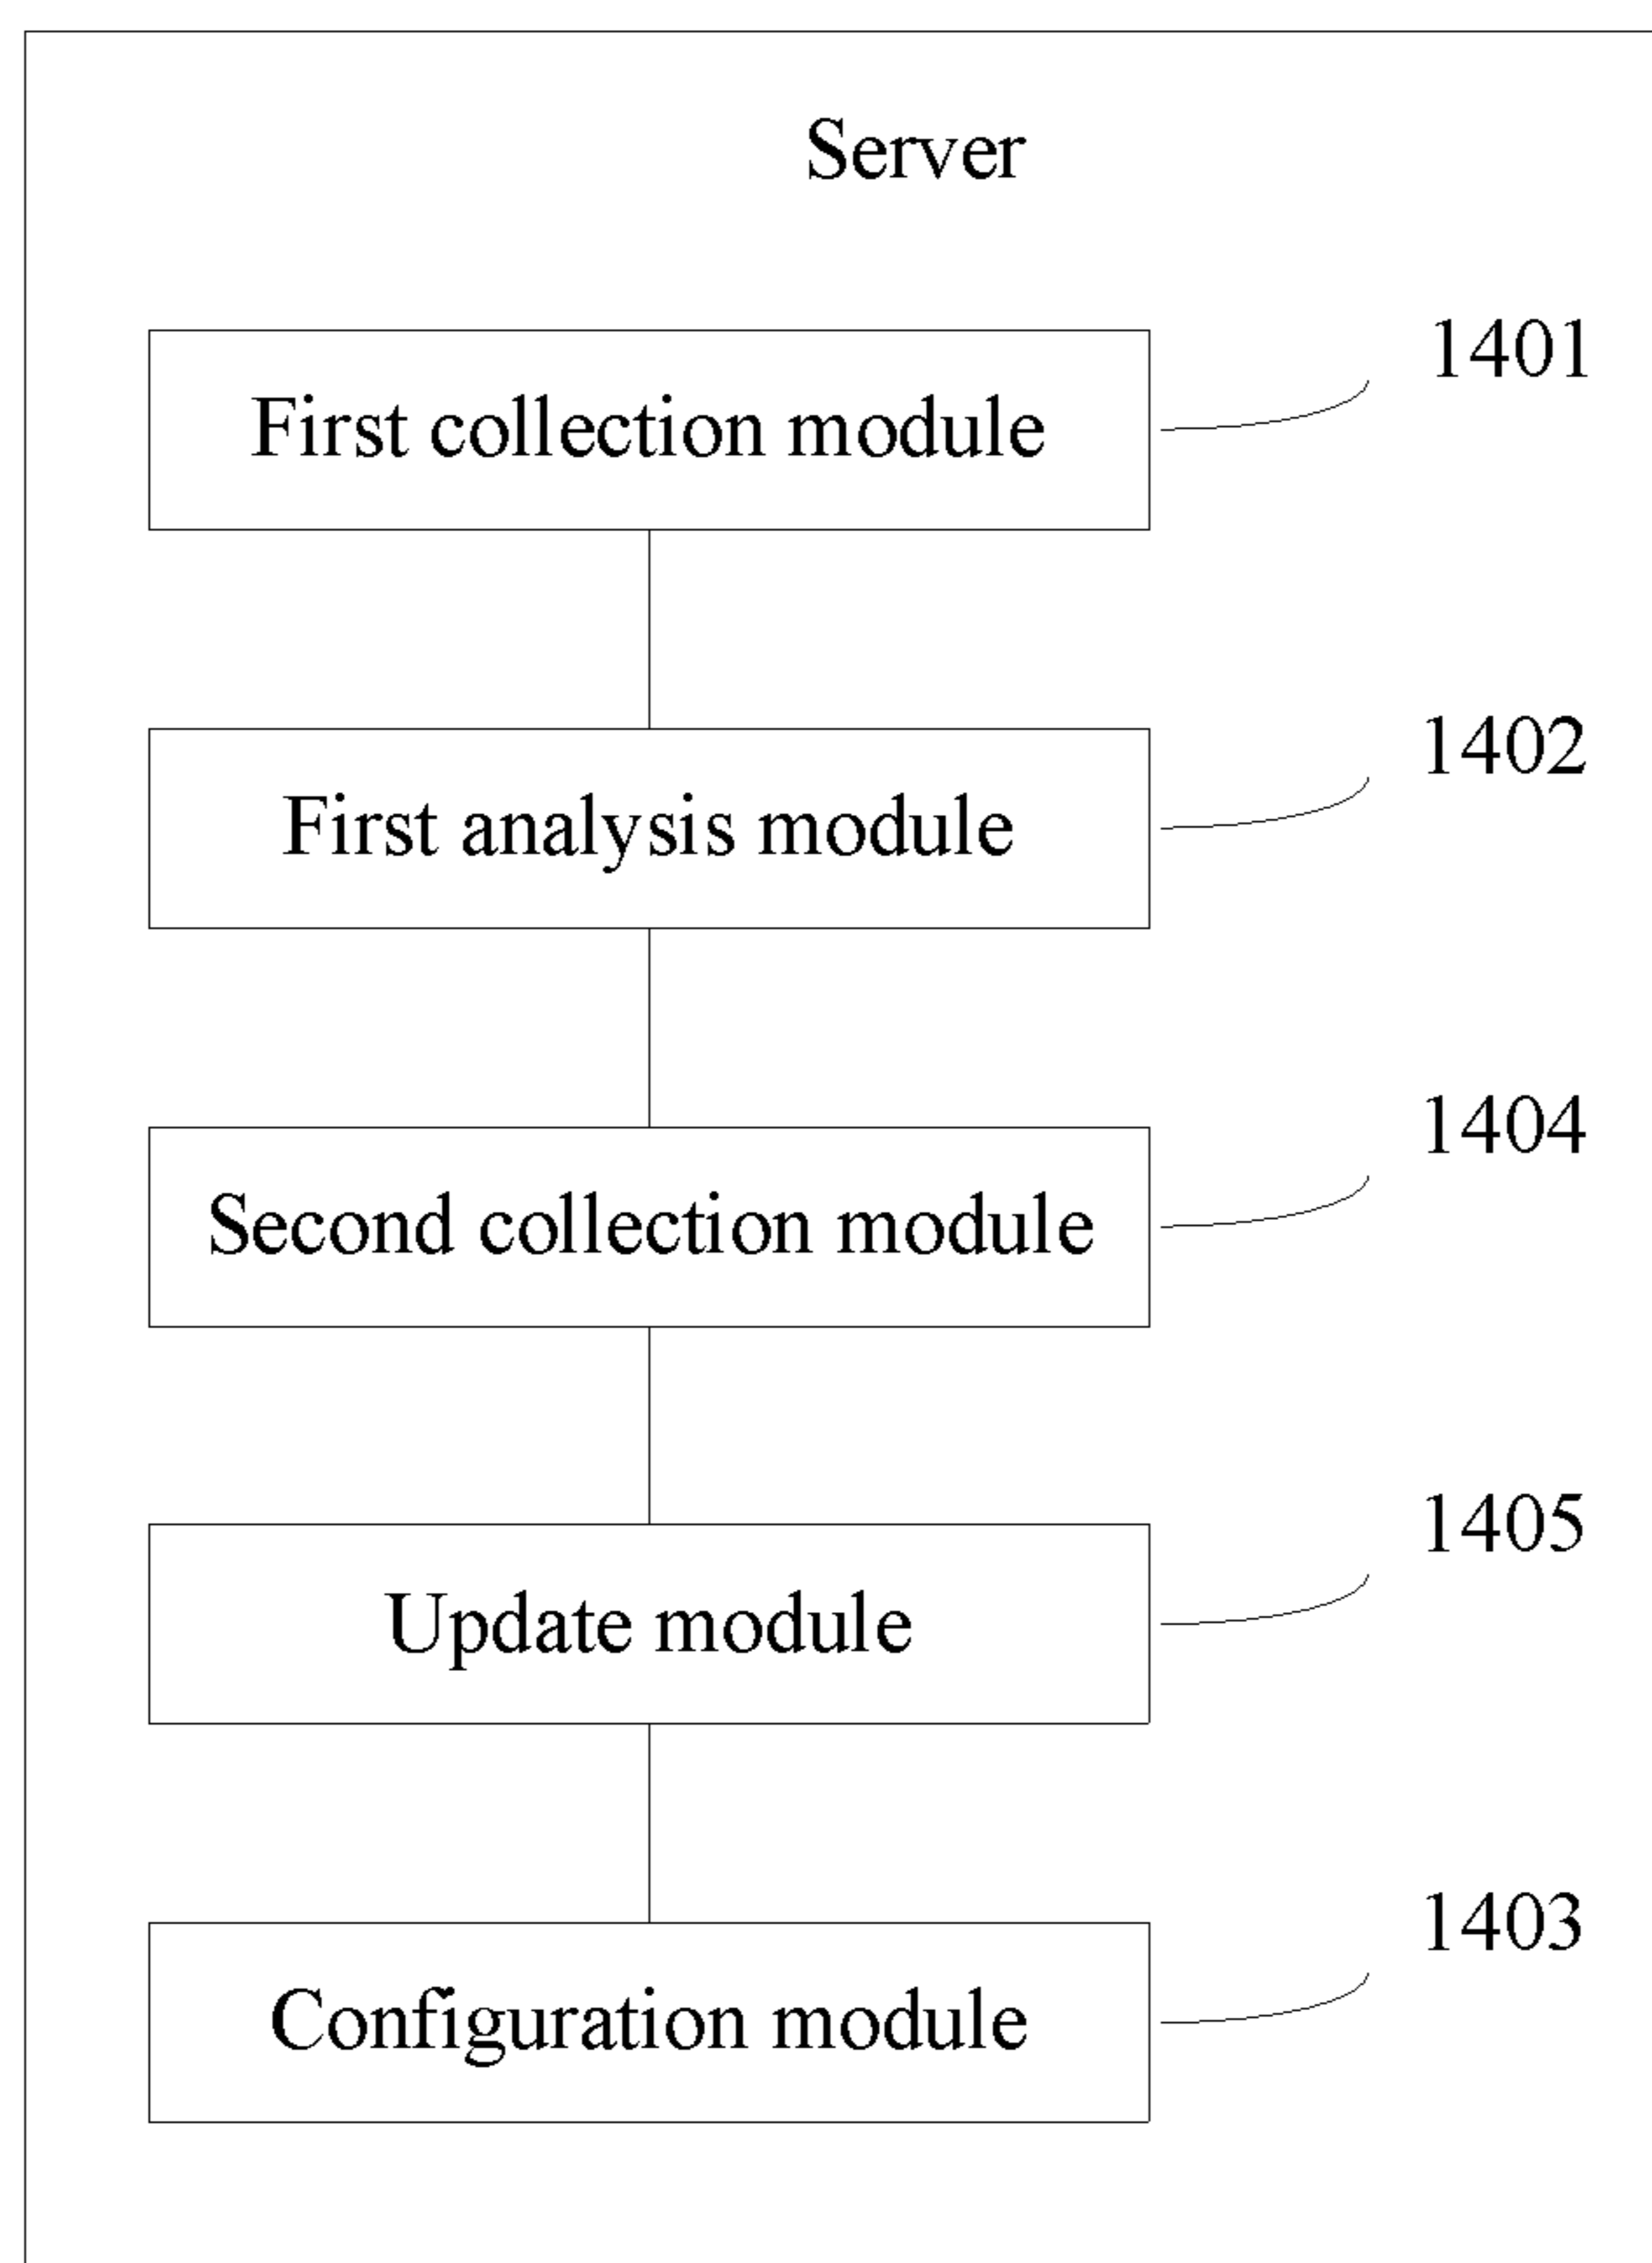 Server
1401
First collection module
1402
First analysis module
1404
Second collection module
1405
Update module
1403
Configuration module